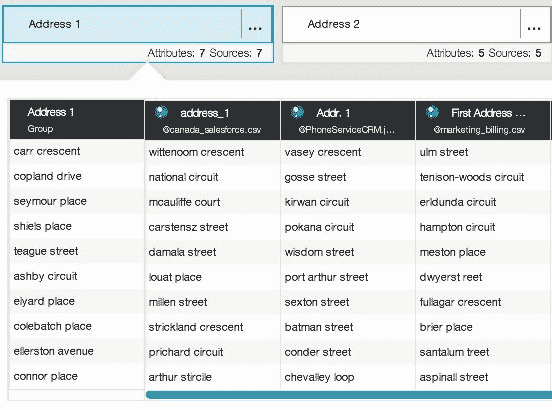 Address 1 ...
Address 2 ...
Attributes: 7 Sources: 7
Attributes: 5 Sources: 5
Address 1 address_1 Addr. 1 First Address ...
Group @canada_salesforce.csv @PhoneServiceCRM.j... @marketing_billing.csv
carr crescent wittenoom crescent vasey crescent ulm street
copland drive national circuit gosse street tenison-woods circuit
seymour place mcauliffe court kirwan circuit erldunda circuit
shiels place carstensz street pokana circuit hampton circuit
teague street damala street wisdom street meston place
ashby circuit louat place port arthur street dwyerst reet
elyard place millen street sexton street fullagar crescent
colebatch place strickland crescent batman street brier place
ellerston avenue prichard circuit conder street santalum treet
connor place arthur stircile chevalley loop aspinall street